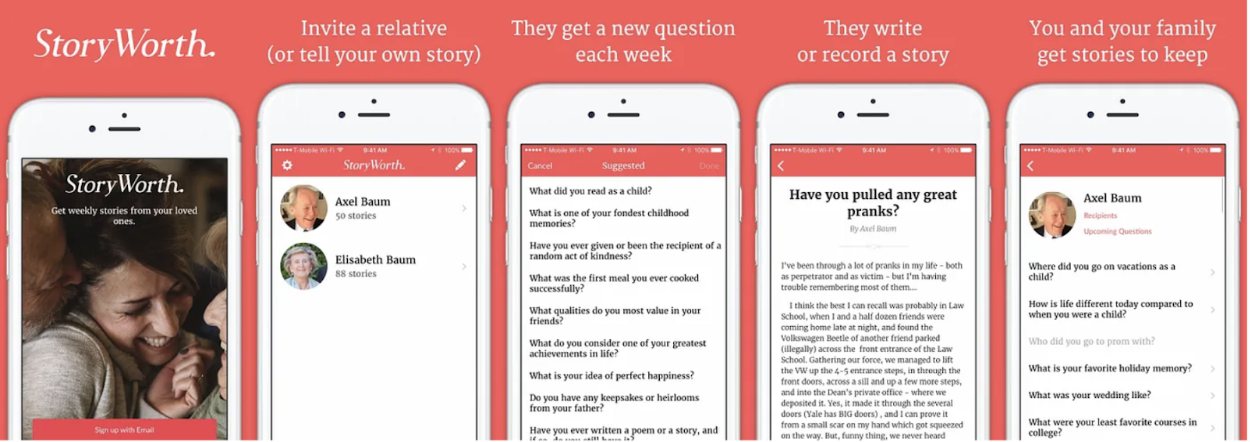 StoryWorth.
StoryWorth.
Get weekly stories from your loved
ones.
Sign up with Email
Invite a relative
(or tell your own story)
T-Mobile Wi-Fi 9:41 AM 100%
StoryWorth.
Axel Baum
50 stories
Elisabeth Baum
88 stories
They get a new question
each week
T-Mobile Wi-Fi 9:41 AM 100%
Cancel Suggested Done
What did you read as a child?
What is one of your fondest childhood
memories?
Have you ever given or been the recipient of a
random act of kindness?
What was the first meal you ever cooked
successfully?
What qualities do you most value in your
friends?
What do you consider one of your greatest
achievements in life?
What is your idea of perfect happiness?
Do you have any keepsakes or heirlooms
from your father?
Have you ever written a poem or a story, and
if so, do you still have it?
They write
or record a story
T-Mobile Wi-Fi 9:41 AM 100%
Have you pulled any great
pranks?
By Axel Baum
I've been through a lot of pranks in my life - both
as perpetrator and as victim - but I'm having
trouble remembering most of them...
I think the best I can recall was probably in Law
School, when I and a half dozen friends were
coming home late at night, and found the
Volkswagen Beetle of another friend parked
(illegally) across the front entrance of the Law
School. Gathering our force, we managed to lift
the VW up the 4-5 entrance steps, in through the
front doors, across a sill and up a few more steps,
and into the Dean's private office - where we
deposited it. Yes, it made it through the several
doors (Yale has BIG doors) , and I can prove it
from a small scar on my hand which got squeezed
on the way. But, funny thing, we never heard
You and your family
get stories to keep
T-Mobile Wi-Fi 9:41 AM 100%
Axel Baum
Recipients
Upcoming Questions
Where did you go on vacations as a
child?
How is life different today compared to
when you were a child?
Who did you go to prom with?
What is your favorite holiday memory?
What was your wedding like?
What were your least favorite courses in
college?